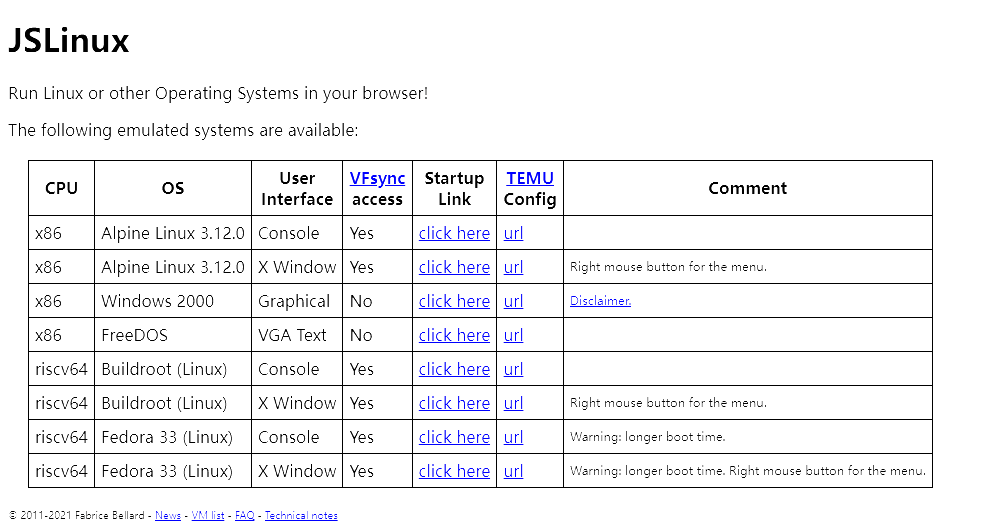 JSLinux
Run Linux or other Operating Systems in your browser!
The following emulated systems are available:
CPU OS User Interface VFsync access Startup Link TEMU Config Comment
x86 Alpine Linux 3.12.0 Console Yes click here url
x86 Alpine Linux 3.12.0 X Window Yes click here url Right mouse button for the menu.
x86 Windows 2000 Graphical No click here url Disclaimer.
x86 FreeDOS VGA Text No click here url
riscv64 Buildroot (Linux) Console Yes click here url
riscv64 Buildroot (Linux) X Window Yes click here url Right mouse button for the menu.
riscv64 Fedora 33 (Linux) Console Yes click here url Warning: longer boot time.
riscv64 Fedora 33 (Linux) X Window Yes click here url Warning: longer boot time. Right mouse button for the menu.
© 2011-2021 Fabrice Bellard - News - VM list - FAQ - Technical notes